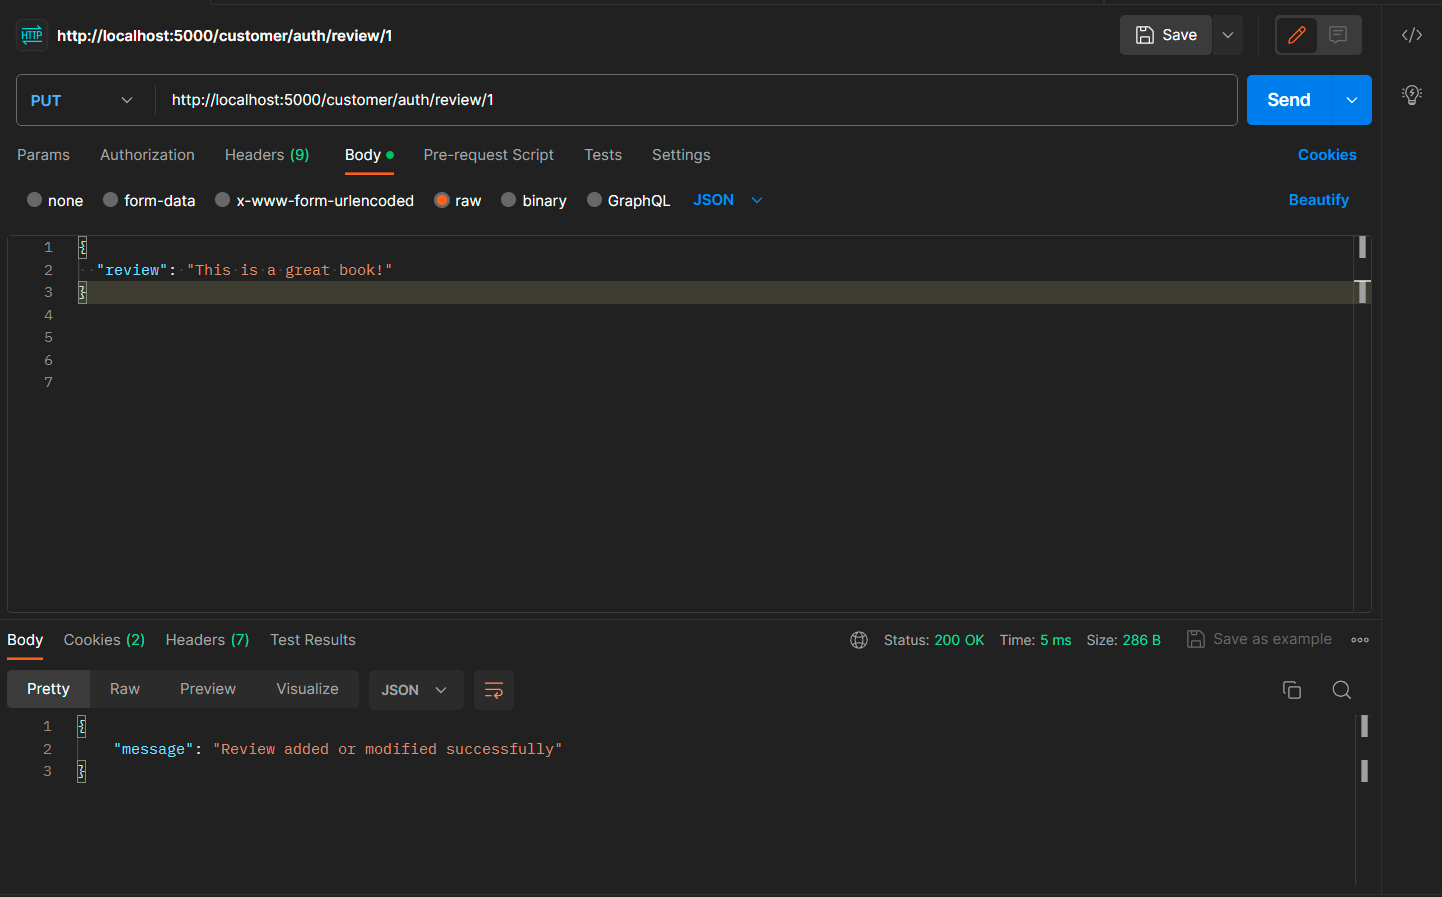 HTTP http://localhost:5000/customer/auth/review/1 Save
PUT http://localhost:5000/customer/auth/review/1 Send
Params Authorization Headers (9) Body Pre-request Script Tests Settings Cookies
none form-data x-www-form-urlencoded raw binary GraphQL JSON Beautify
1 {
2 "review": "This is a great book!"
3 }
4
5
6
7
Body Cookies (2) Headers (7) Test Results Status: 200 OK Time: 5 ms Size: 286 B Save as example
Pretty Raw Preview Visualize JSON
1 {
2 "message": "Review added or modified successfully"
3 }